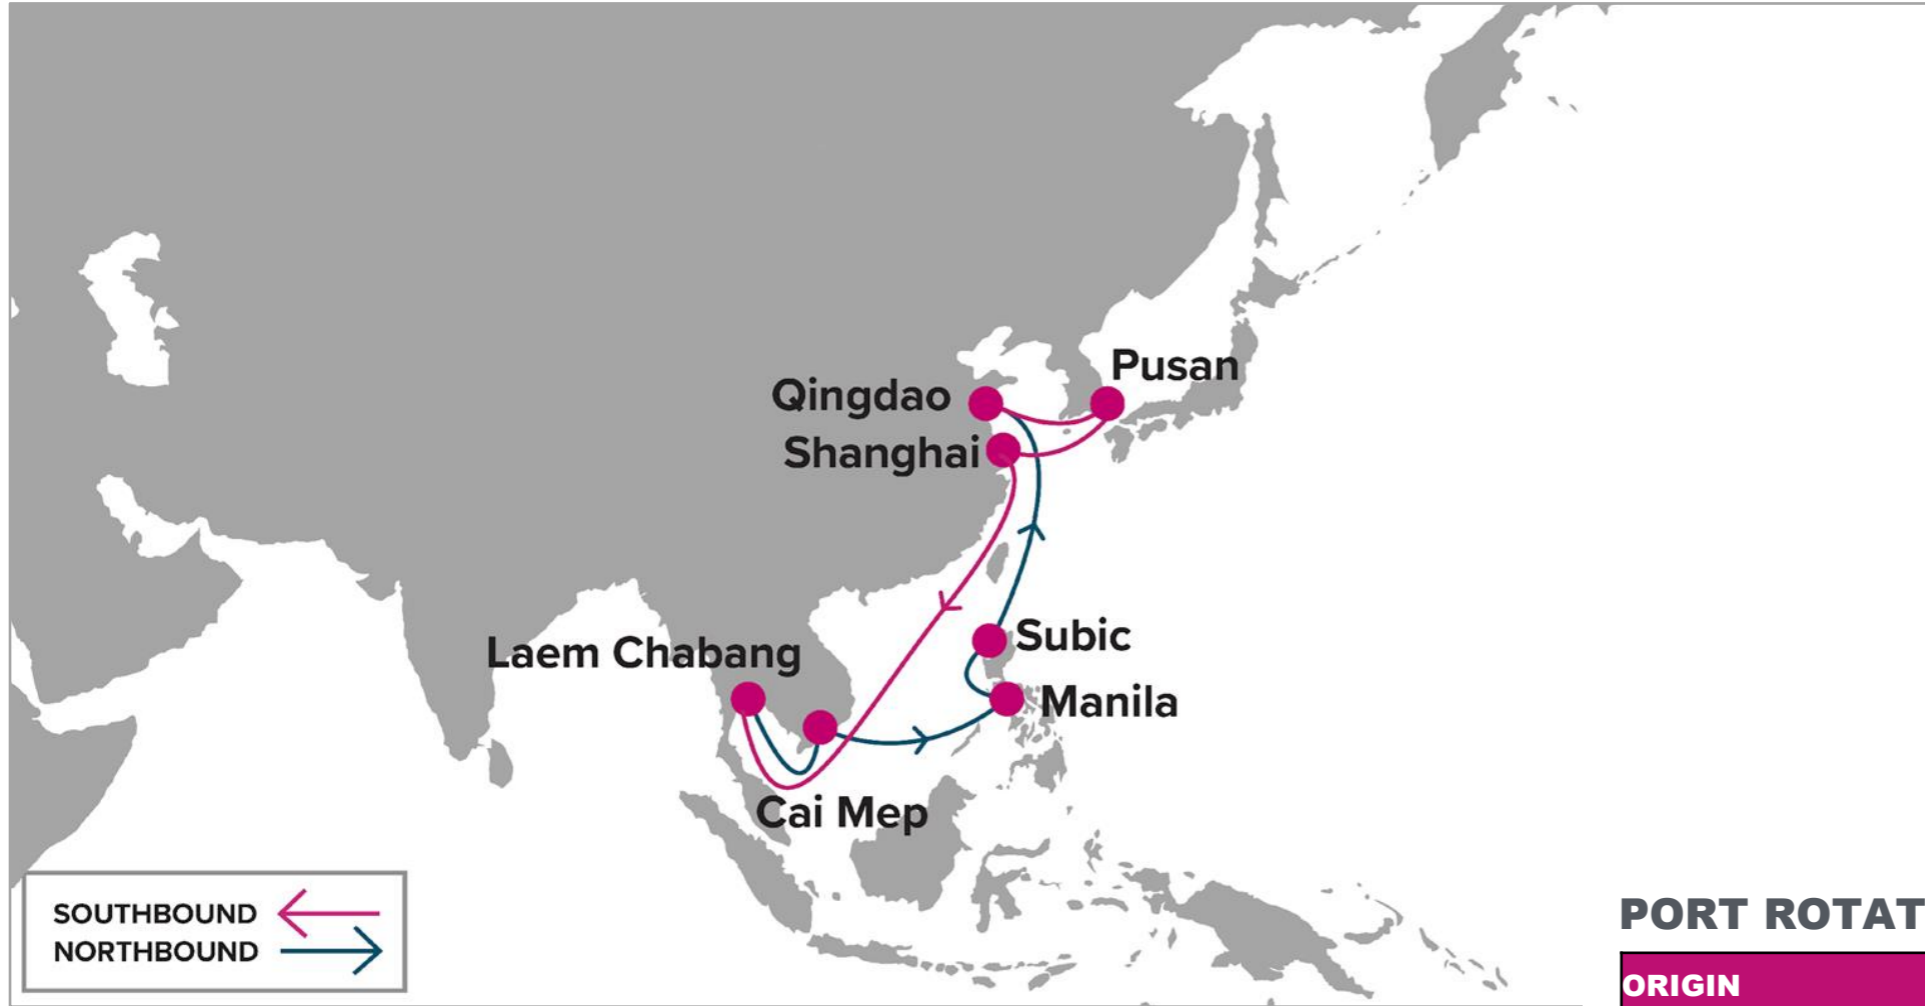 Pusan
Qingdao
Shanghai
Subic
Laem Chabang
Manila
Cai Mep
SOUTHBOUND
NORTHBOUND
PORT ROTAT
ORIGIN